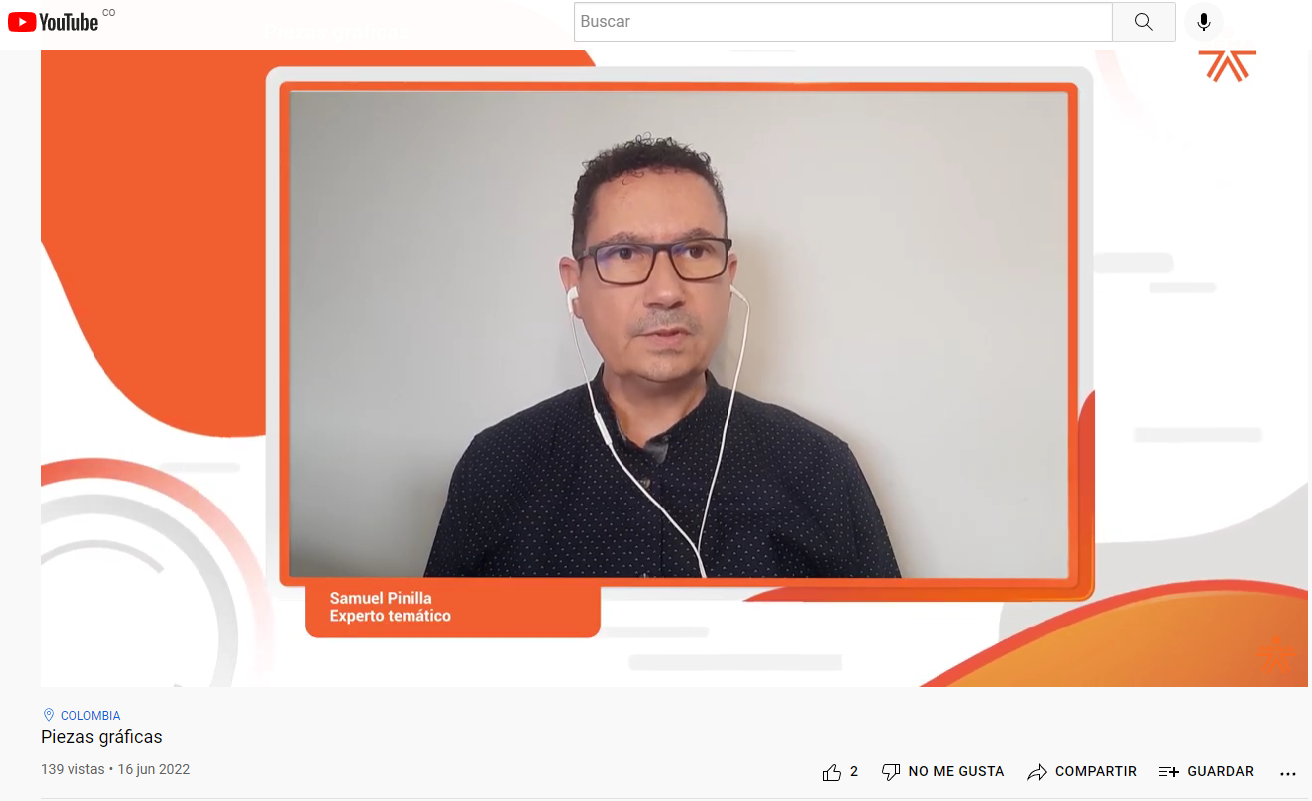 YouTube CO
Buscar
Samuel Pinilla
Experto temático
COLOMBIA
Piezas gráficas
139 vistas • 16 jun 2022
2 NO ME GUSTA COMPARTIR GUARDAR